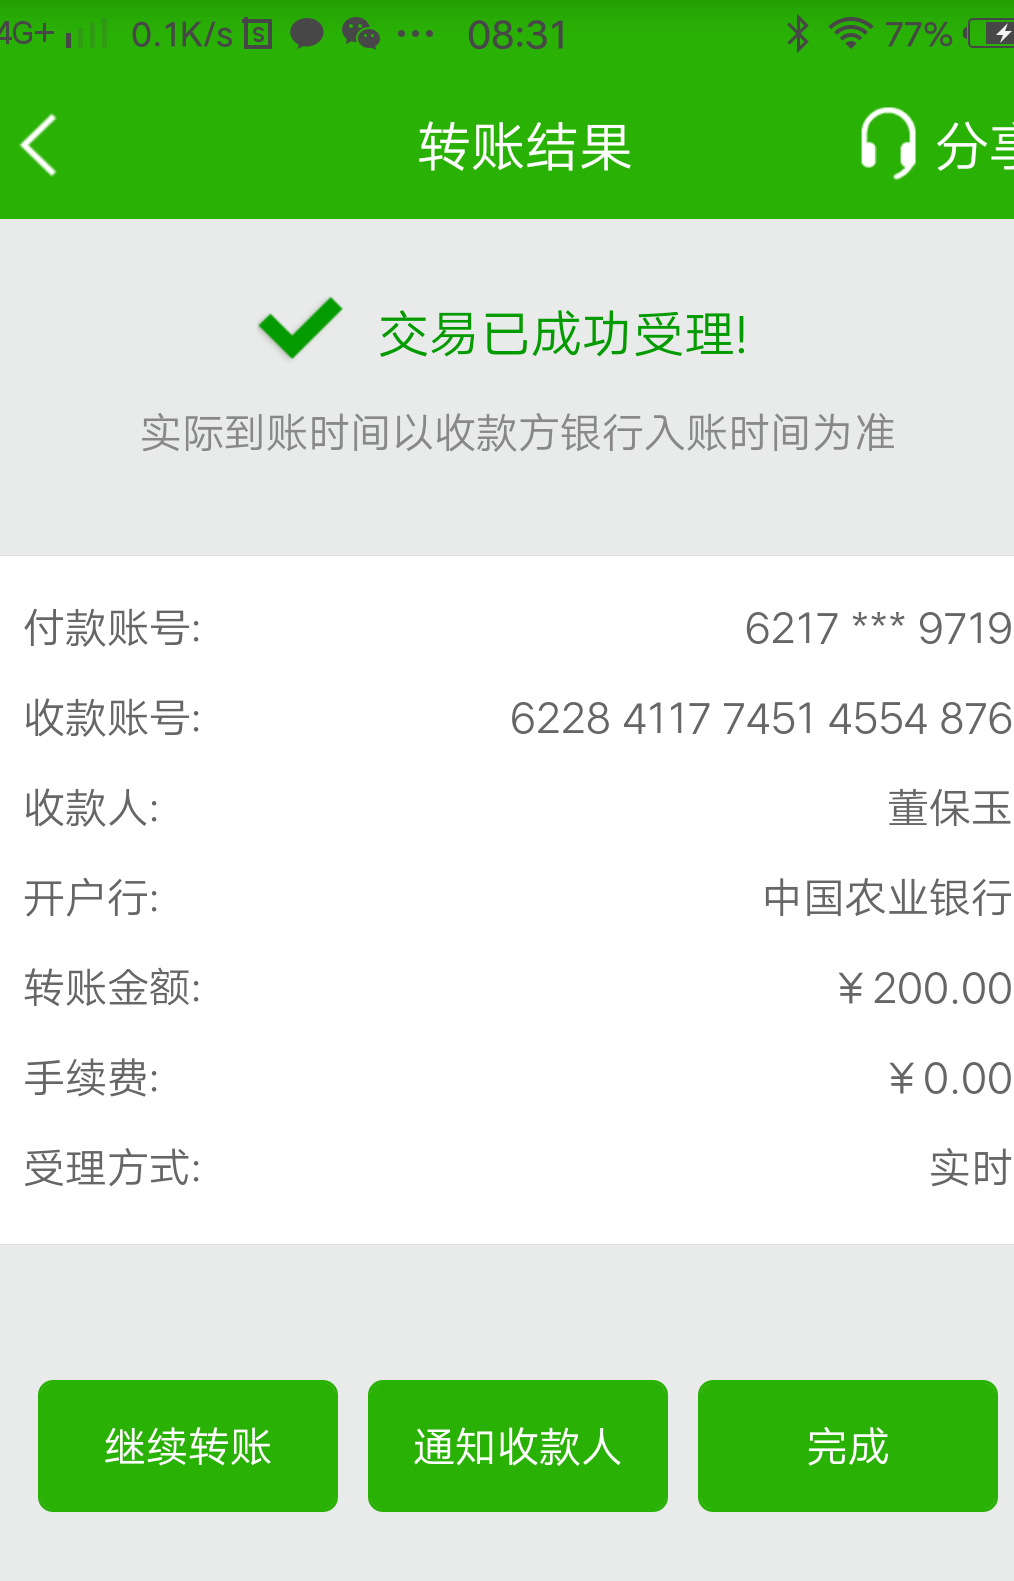 4G+ 0.1K/s S 08:31 77%
转账结果 分享
交易已成功受理!
实际到账时间以收款方银行入账时间为准
付款账号: 6217 *** 9719
收款账号: 6228 4117 7451 4554 876
收款人: 董保玉
开户行: 中国农业银行
转账金额: ¥200.00
手续费: ¥0.00
受理方式: 实时
继续转账 通知收款人 完成